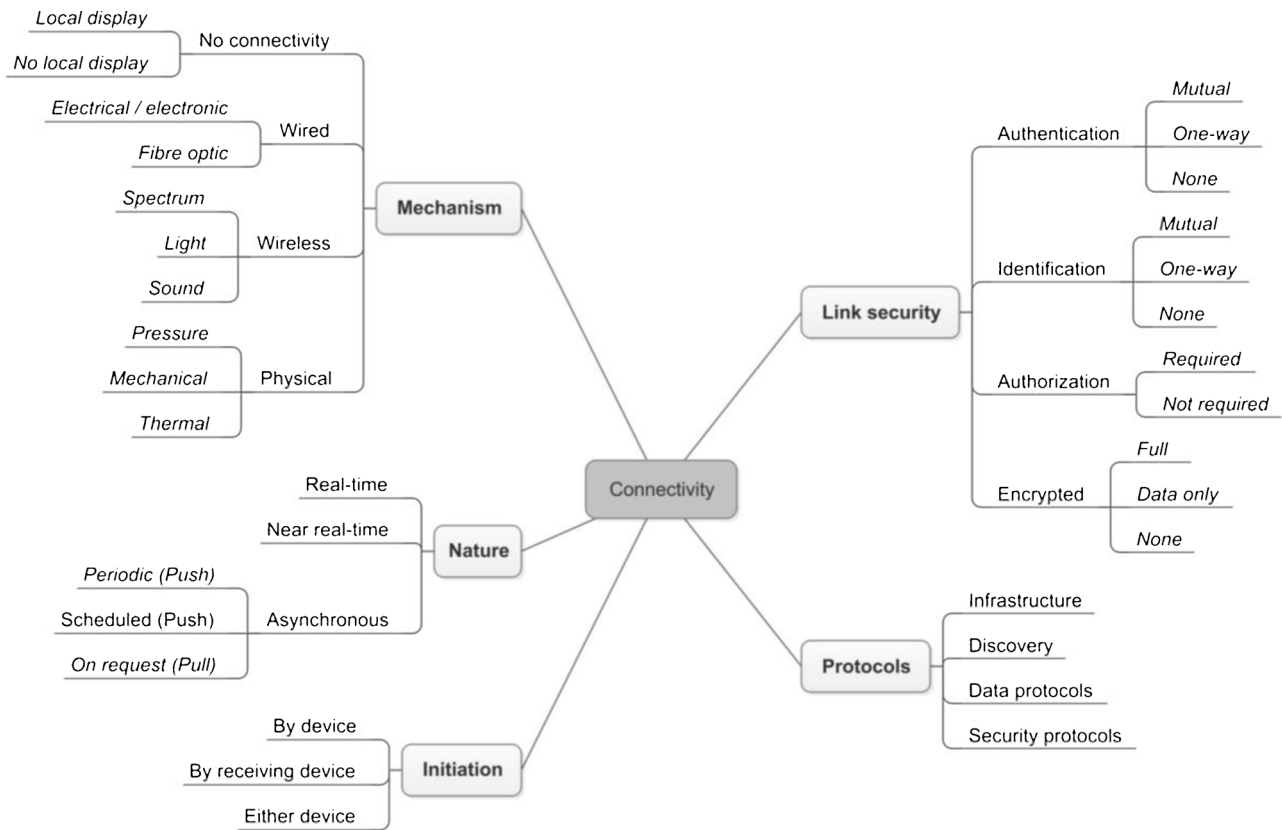 Local display
No local display
No connectivity
Electrical / electronic
Fibre optic
Wired
Spectrum
Light
Sound
Wireless
Pressure
Mechanical
Thermal
Physical
Mechanism
Real-time
Near real-time
Periodic (Push)
Scheduled (Push)
On request (Pull)
Asynchronous
Nature
By device
By receiving device
Either device
Initiation
Connectivity
Link security
Authentication
Mutual
One-way
None
Identification
Mutual
One-way
None
Authorization
Required
Not required
Encrypted
Full
Data only
None
Protocols
Infrastructure
Discovery
Data protocols
Security protocols